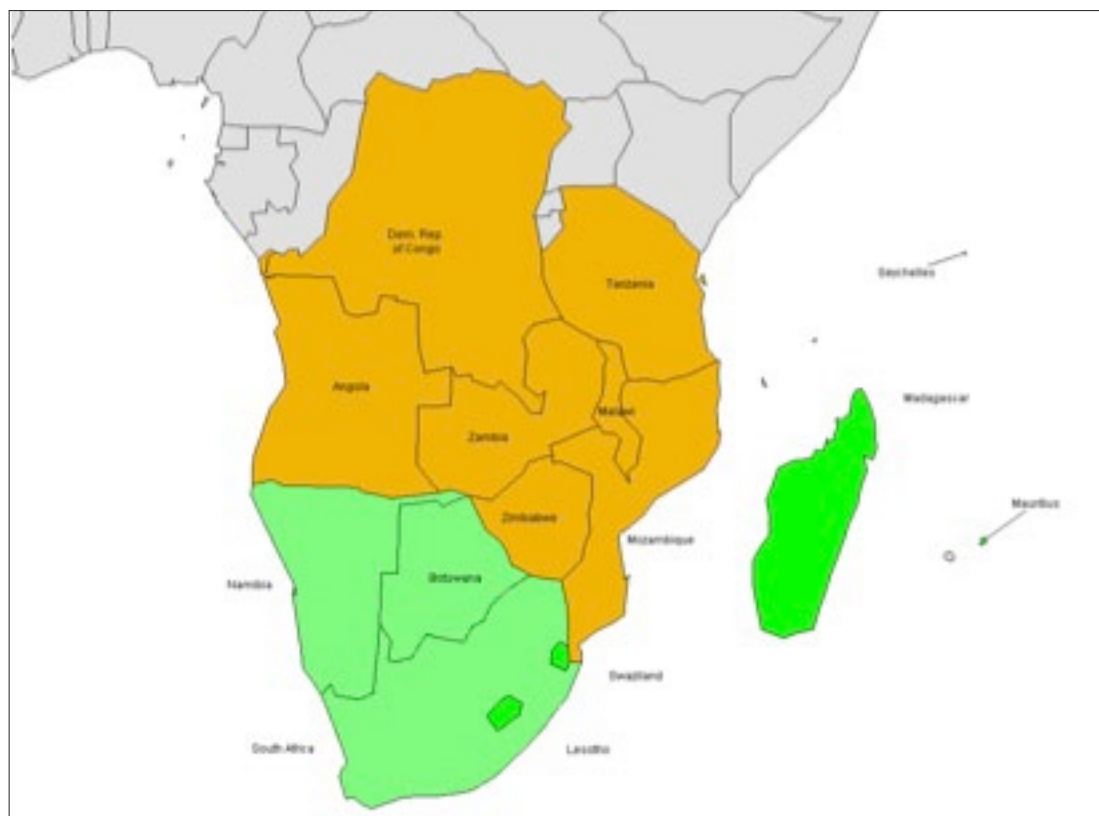 Dem. Rep.
of Congo
Seychelles
Tanzania
Angola
Madagascar
Malawi
Zambia
Mauritius
Zimbabwe
Mozambique
Botswana
Namibia
Swaziland
South Africa
Lesotho